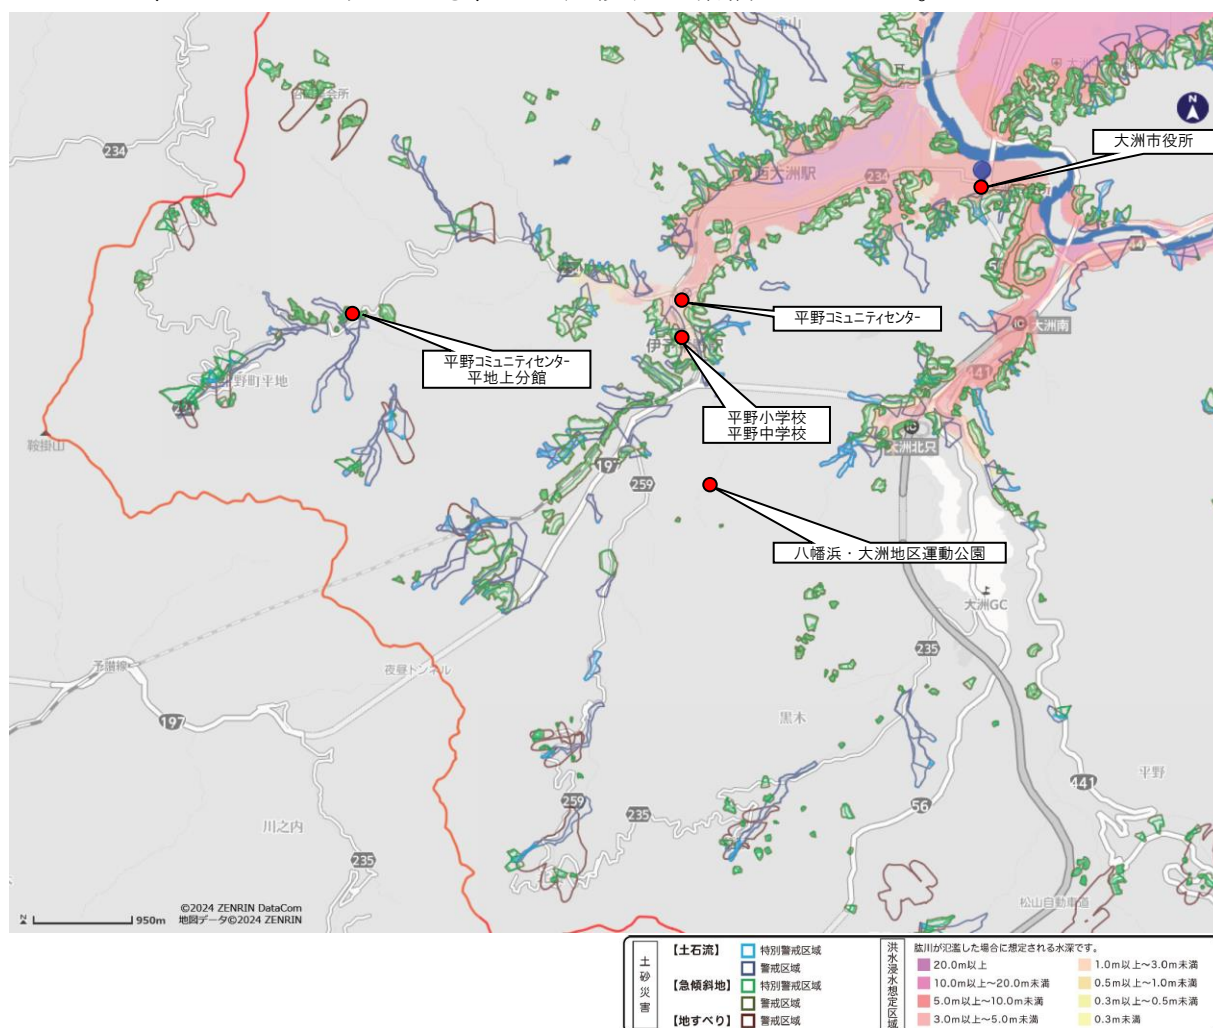 234
大洲市役所
西大洲駅
234
44
平野コミュニティセンター
大洲南
平野コミュニティセンター
平地上分館
441
234
平野小学校
平野中学校
鞍掛山
大洲北只
197
259
八幡浜・大洲地区運動公園
大洲GC
235
予讃線
夜昼トンネル
197
黒木
平野
441
259
235
56
川之内
235
松山自動車道
©2024 ZENRIN DataCom
地図データ©2024 ZENRIN
N
950m
土砂災害
【土石流】
特別警戒区域
警戒区域
【急傾斜地】
特別警戒区域
警戒区域
【地すべり】
警戒区域
洪水浸水想定区域
肱川が氾濫した場合に想定される水深です。
20.0m以上
10.0m以上～20.0m未満
5.0m以上～10.0m未満
3.0m以上～5.0m未満
1.0m以上～3.0m未満
0.5m以上～1.0m未満
0.3m以上～0.5m未満
0.3m未満